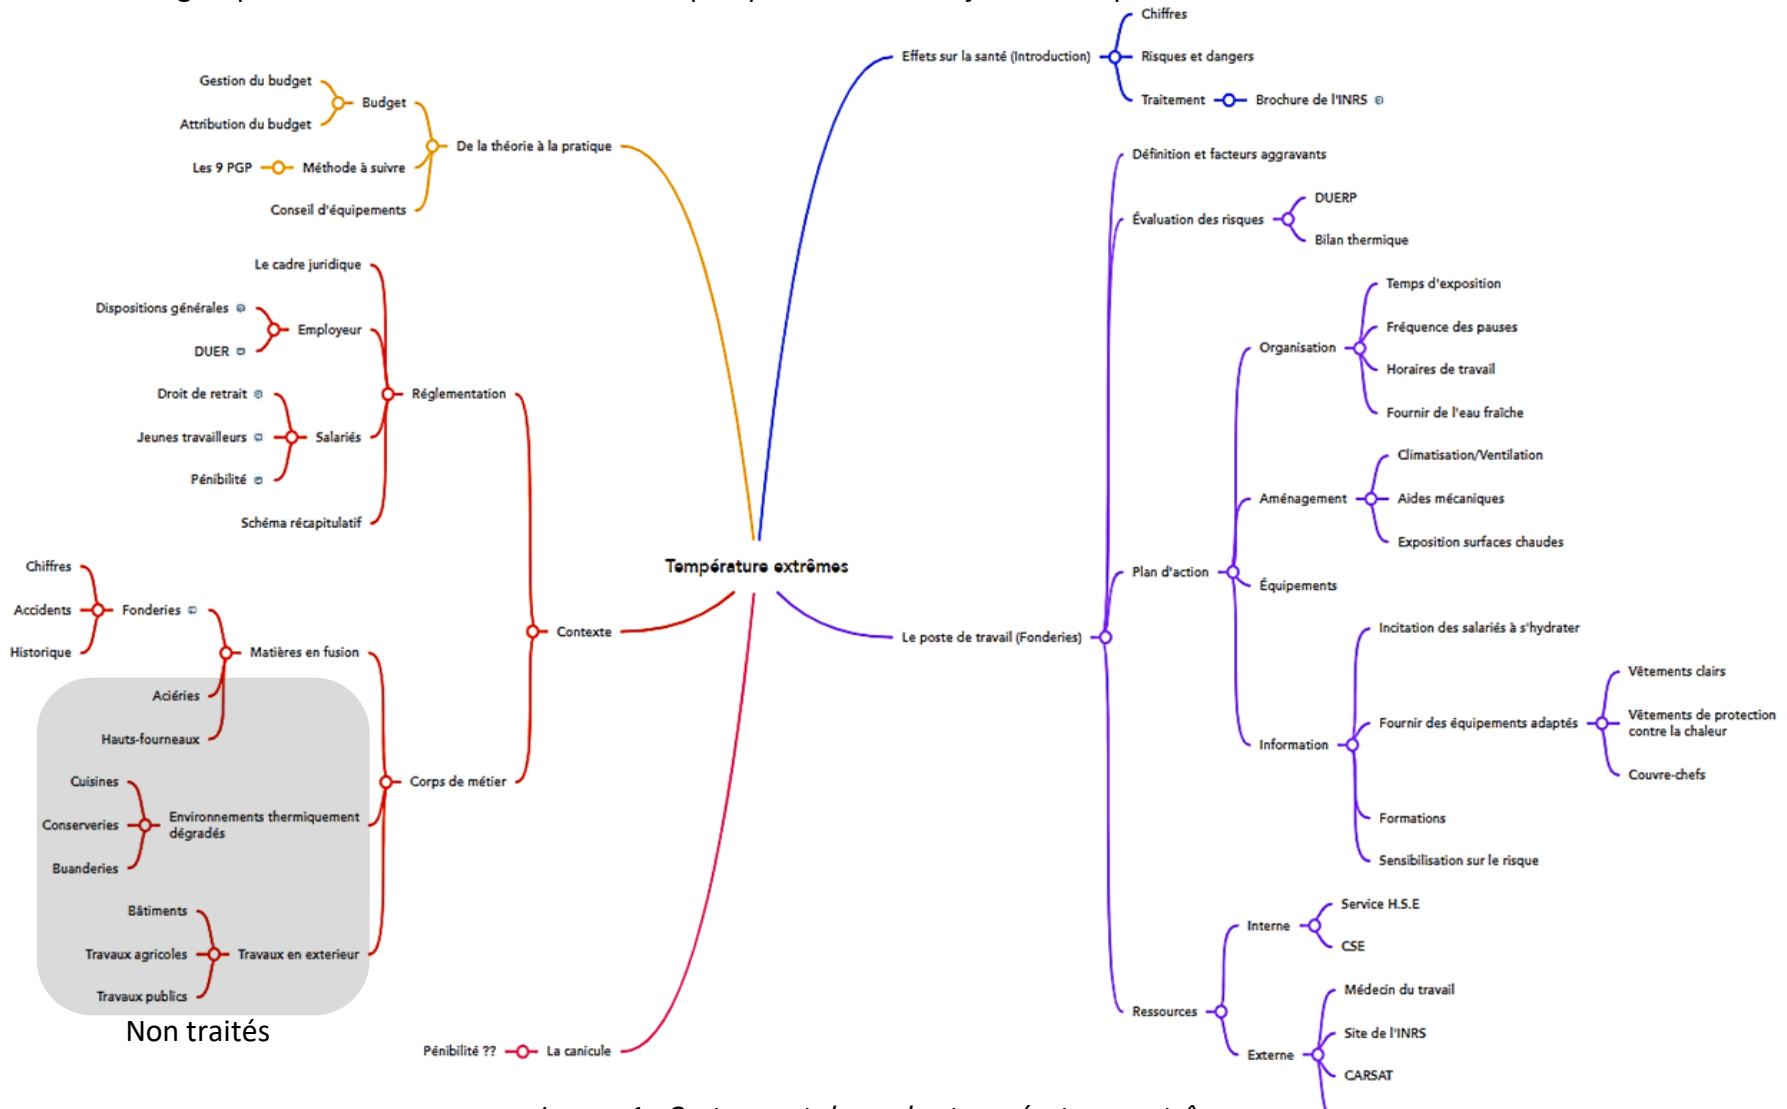 Chiffres
Effets sur la santé (Introduction)
Risques et dangers
Traitement
Brochure de l'INRS
Gestion du budget
Budget
Attribution du budget
De la théorie à la pratique
Les 9 PGP
Méthode à suivre
Conseil d'équipements
Le cadre juridique
Dispositions générales
Employeur
DUER
Réglementation
Droit de retrait
Jeunes travailleurs
Salariés
Pénibilité
Schéma récapitulatif
Température extrêmes
Contexte
Chiffres
Accidents
Fonderies
Historique
Matières en fusion
Aciéries
Hauts-fourneaux
Corps de métier
Cuisines
Conserveries
Environnements thermiquement
dégradés
Buanderies
Bâtiments
Travaux agricoles
Travaux en exterieur
Travaux publics
Non traités
Pénibilité ??
La canicule
Définition et facteurs aggravants
Évaluation des risques
DUERP
Bilan thermique
Temps d'exposition
Fréquence des pauses
Organisation
Horaires de travail
Fournir de l'eau fraîche
Climatisation/Ventilation
Aménagement
Aides mécaniques
Exposition surfaces chaudes
Plan d'action
Équipements
Le poste de travail (Fonderies)
Incitation des salariés à s'hydrater
Vêtements clairs
Fournir des équipements adaptés
Vêtements de protection
contre la chaleur
Couvre-chefs
Information
Formations
Sensibilisation sur le risque
Service H.S.E
Interne
CSE
Ressources
Médecin du travail
Site de l'INRS
Externe
CARSAT